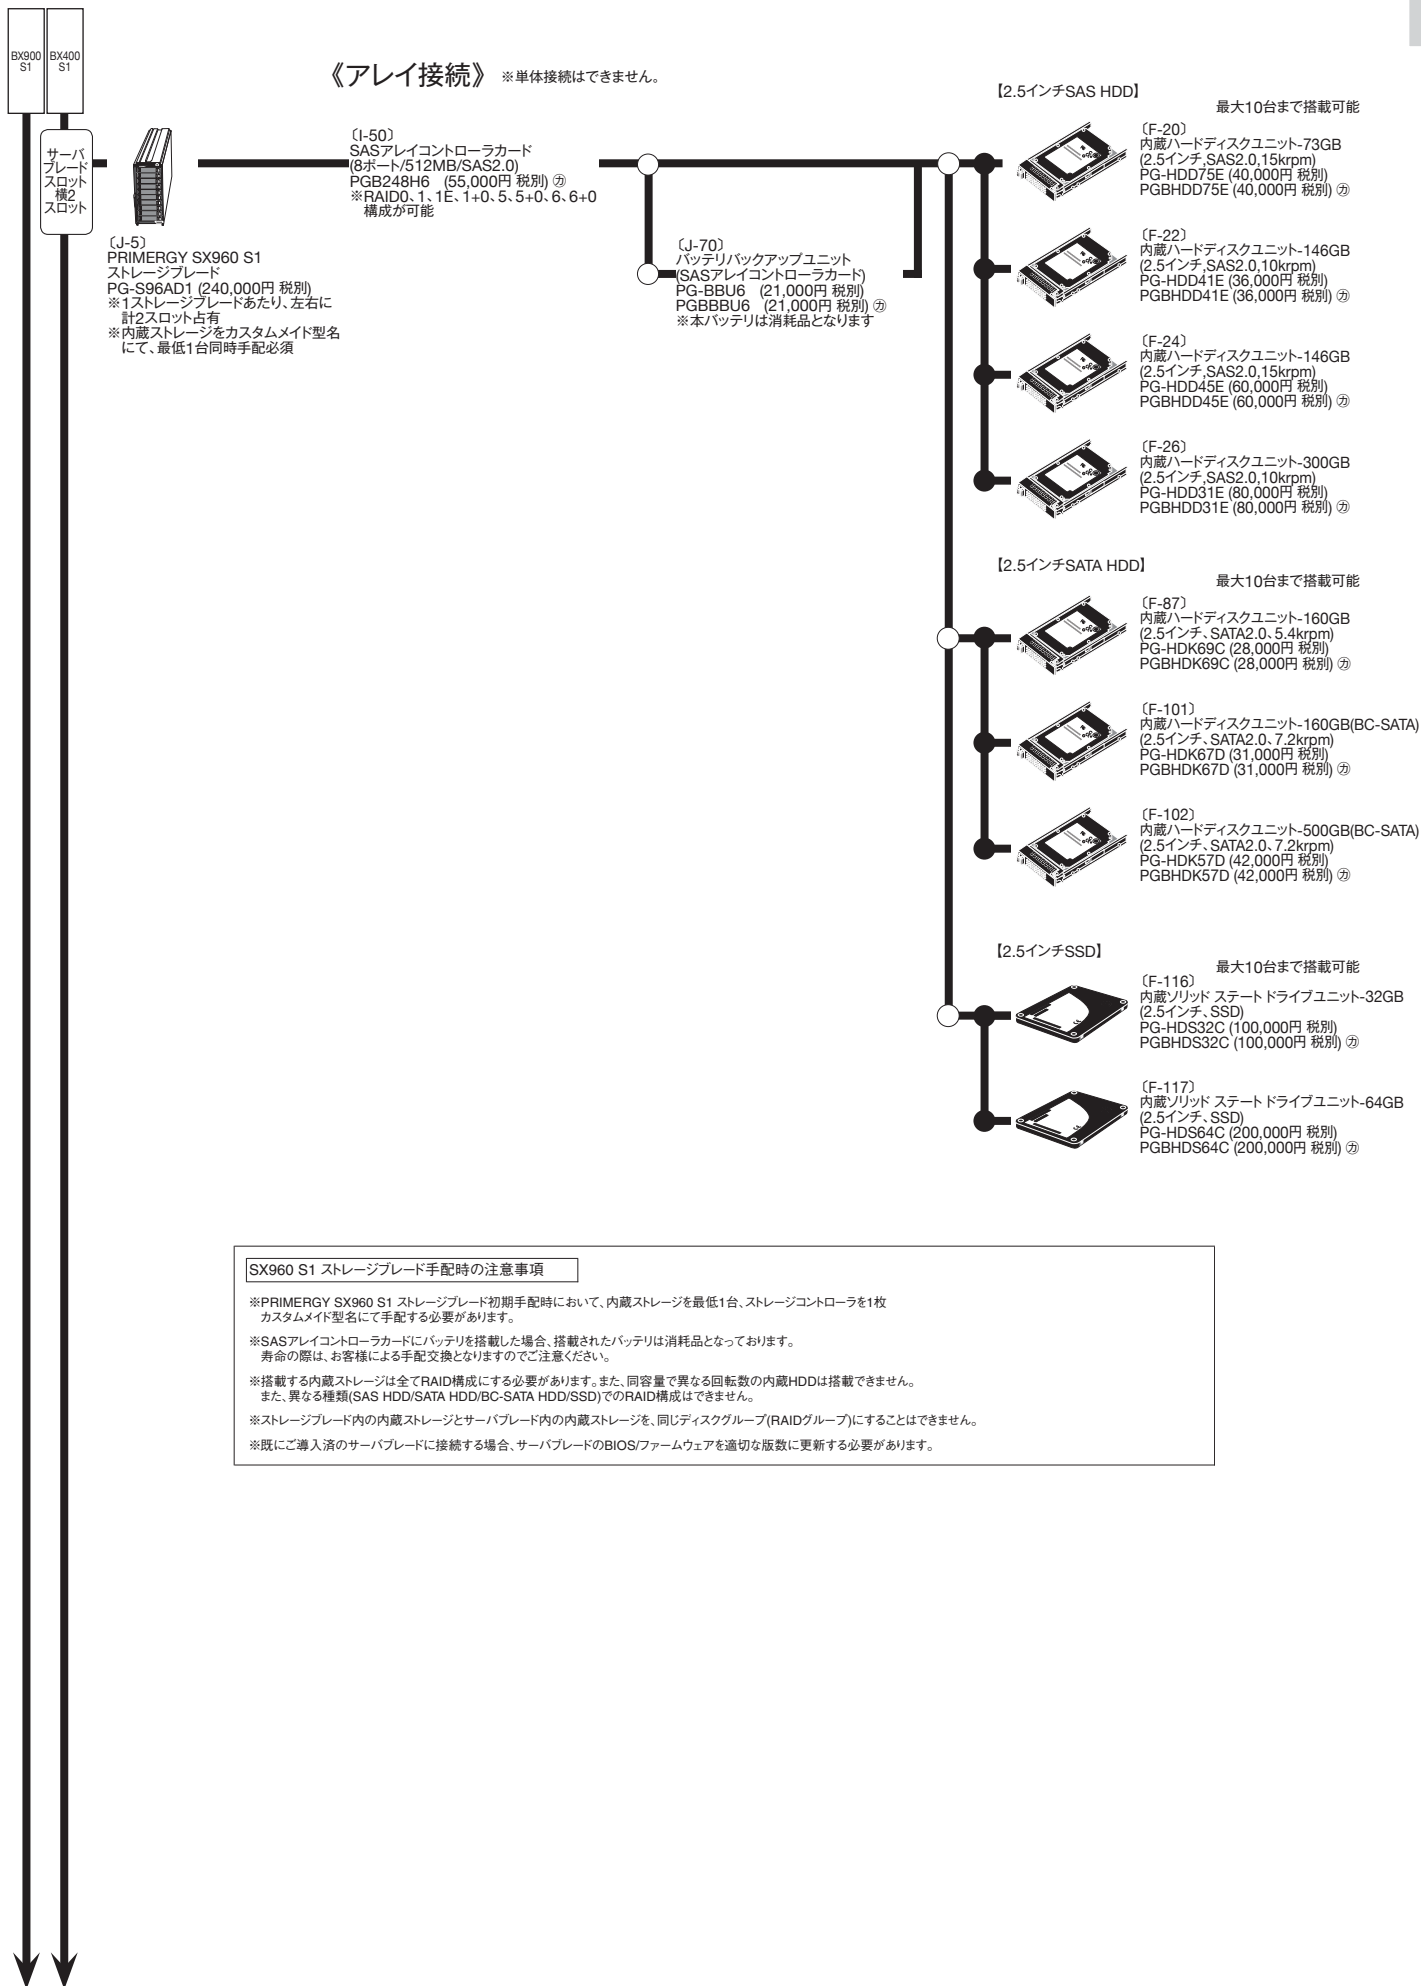 BX900
S1
BX400
S1
《アレイ接続》 ※単体接続はできません。
サーバ
ブレード
スロット
横2
スロット
〔J-5〕
PRIMERGY SX960 S1
ストレージブレード
PG-S96AD1 (240,000円 税別)
※1ストレージブレードあたり、左右に
計2スロット占有
※内蔵ストレージをカスタムメイド型名
にて、最低1台同時手配必須
〔I-50〕
SASアレイコントローラカード
(8ポート/512MB/SAS2.0)
PGB248H6 (55,000円 税別) ㋕
※RAID0、1、1E、1+0、5、5+0、6、6+0
構成が可能
〔J-70〕
バッテリバックアップユニット
(SASアレイコントローラカード)
PG-BBU6 (21,000円 税別)
PGBBBU6 (21,000円 税別) ㋕
※本バッテリは消耗品となります
【2.5インチSAS HDD】
最大10台まで搭載可能
〔F-20〕
内蔵ハードディスクユニット-73GB
(2.5インチ,SAS2.0,15krpm)
PG-HDD75E (40,000円 税別)
PGBHDD75E (40,000円 税別) ㋕
〔F-22〕
内蔵ハードディスクユニット-146GB
(2.5インチ,SAS2.0,10krpm)
PG-HDD41E (36,000円 税別)
PGBHDD41E (36,000円 税別) ㋕
〔F-24〕
内蔵ハードディスクユニット-146GB
(2.5インチ,SAS2.0,15krpm)
PG-HDD45E (60,000円 税別)
PGBHDD45E (60,000円 税別) ㋕
〔F-26〕
内蔵ハードディスクユニット-300GB
(2.5インチ,SAS2.0,10krpm)
PG-HDD31E (80,000円 税別)
PGBHDD31E (80,000円 税別) ㋕
【2.5インチSATA HDD】
最大10台まで搭載可能
〔F-87〕
内蔵ハードディスクユニット-160GB
(2.5インチ、SATA2.0、5.4krpm)
PG-HDK69C (28,000円 税別)
PGBHDK69C (28,000円 税別) ㋕
〔F-101〕
内蔵ハードディスクユニット-160GB(BC-SATA)
(2.5インチ、SATA2.0、7.2krpm)
PG-HDK67D (31,000円 税別)
PGBHDK67D (31,000円 税別) ㋕
〔F-102〕
内蔵ハードディスクユニット-500GB(BC-SATA)
(2.5インチ、SATA2.0、7.2krpm)
PG-HDK57D (42,000円 税別)
PGBHDK57D (42,000円 税別) ㋕
【2.5インチSSD】
最大10台まで搭載可能
〔F-116〕
内蔵ソリッド ステートドライブユニット-32GB
(2.5インチ、SSD)
PG-HDS32C (100,000円 税別)
PGBHDS32C (100,000円 税別) ㋕
〔F-117〕
内蔵ソリッド ステートドライブユニット-64GB
(2.5インチ、SSD)
PG-HDS64C (200,000円 税別)
PGBHDS64C (200,000円 税別) ㋕
SX960 S1 ストレージブレード手配時の注意事項
※PRIMERGY SX960 S1 ストレージブレード初期手配時において、内蔵ストレージを最低1台、ストレージコントローラを1枚
カスタムメイド型名にて手配する必要があります。
※SASアレイコントローラカードにバッテリを搭載した場合、搭載されたバッテリは消耗品となっております。
寿命の際は、お客様による手配交換となりますのでご注意ください。
※搭載する内蔵ストレージは全てRAID構成にする必要があります。また、同容量で異なる回転数の内蔵HDDは搭載できません。
また、異なる種類(SAS HDD/SATA HDD/BC-SATA HDD/SSD)でのRAID構成はできません。
※ストレージブレード内の内蔵ストレージとサーバブレード内の内蔵ストレージを、同じディスクグループ(RAIDグループ)にすることはできません。
※既にご導入済のサーバブレードに接続する場合、サーバブレードのBIOS/ファームウェアを適切な版数に更新する必要があります。